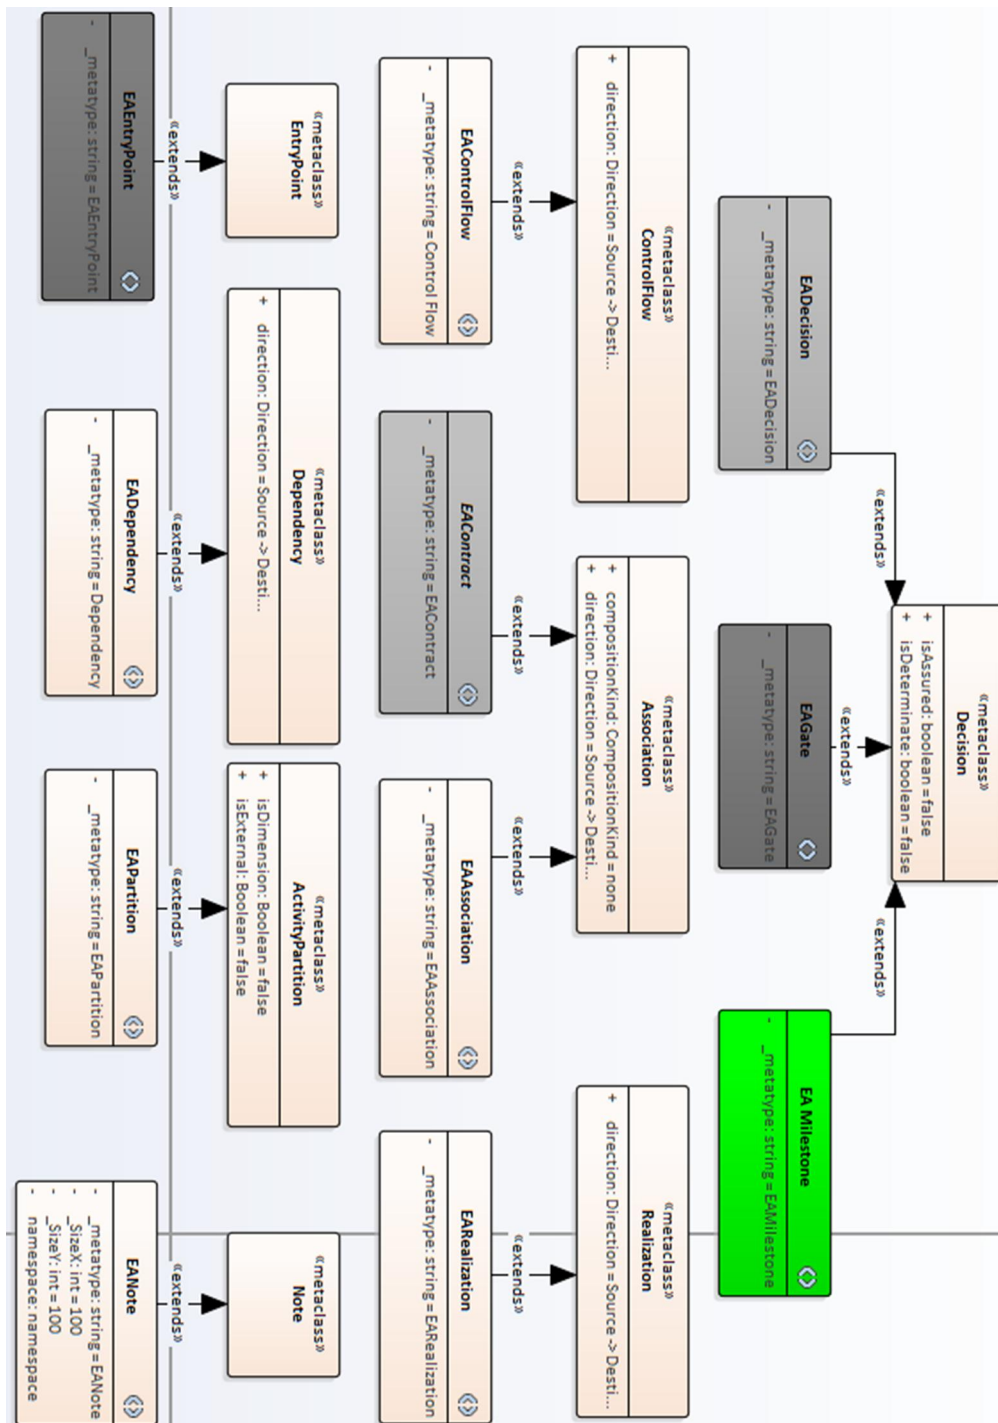 «metaclass»
Decision
+ isAssured: boolean = false
+ isDeterminate: boolean = false
«extends»
«extends»
«extends»
EADecision
- _metatype: string = EADecision
EAGate
- _metatype: string = EAGate
EA Milestone
- _metatype: string = EAMilestone
«metaclass»
ControlFlow
+ direction: Direction = Source -> Desti...
«metaclass»
Association
+ compositionKind: CompositionKind = none
+ direction: Direction = Source -> Desti...
«metaclass»
Realization
+ direction: Direction = Source -> Desti...
«extends»
«extends»
«extends»
«extends»
EAControlFlow
- _metatype: string = Control Flow
EAContract
- _metatype: string = EAContract
EAAssociation
- _metatype: string = EAAssociation
EARealization
- _metatype: string = EARealization
«metaclass»
EntryPoint
«metaclass»
Dependency
+ direction: Direction = Source -> Desti...
«metaclass»
ActivityPartition
+ isDimension: Boolean = false
+ isExternal: Boolean = false
«metaclass»
Note
«extends»
«extends»
«extends»
«extends»
EAEntryPoint
- _metatype: string = EAEntryPoint
EADependency
- _metatype: string = Dependency
EAPartition
- _metatype: string = EAPartition
EANote
- _metatype: string = EANote
- _SizeX: int = 100
- _SizeY: int = 100
- namespace: namespace